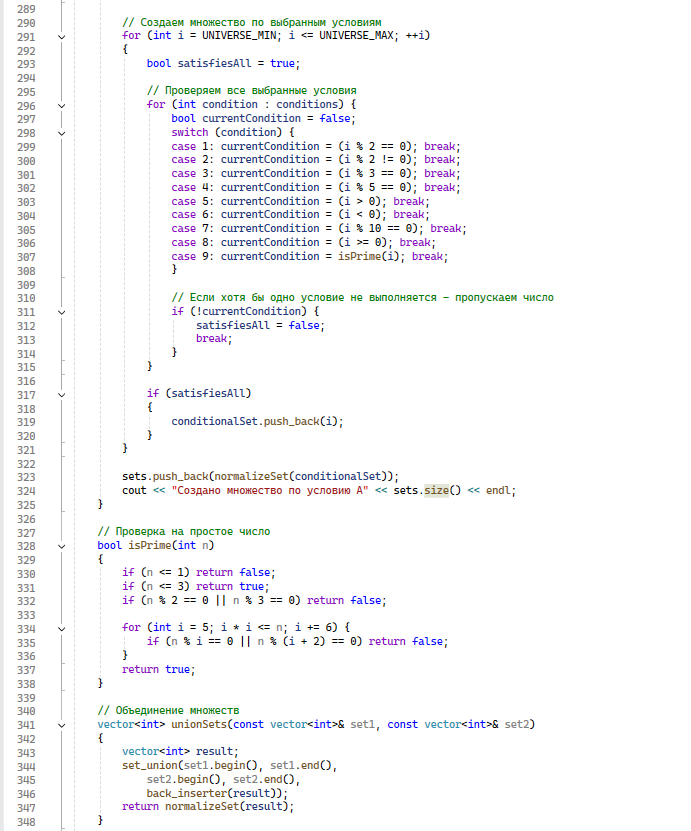 289
290 // Создаем множество по выбранным условиям
291 for (int i = UNIVERSE_MIN; i <= UNIVERSE_MAX; ++i)
292 {
293 bool satisfiesAll = true;
294
295 // Проверяем все выбранные условия
296 for (int condition : conditions) {
297 bool currentCondition = false;
298 switch (condition) {
299 case 1: currentCondition = (i % 2 == 0); break;
300 case 2: currentCondition = (i % 2 != 0); break;
301 case 3: currentCondition = (i % 3 == 0); break;
302 case 4: currentCondition = (i % 5 == 0); break;
303 case 5: currentCondition = (i > 0); break;
304 case 6: currentCondition = (i < 0); break;
305 case 7: currentCondition = (i % 10 == 0); break;
306 case 8: currentCondition = (i >= 0); break;
307 case 9: currentCondition = isPrime(i); break;
308 }
309
310 // Если хотя бы одно условие не выполняется - пропускаем число
311 if (!currentCondition) {
312 satisfiesAll = false;
313 break;
314 }
315 }
316
317 if (satisfiesAll)
318 {
319 conditionalSet.push_back(i);
320 }
321 }
322
323 sets.push_back(normalizeSet(conditionalSet));
324 cout << "Создано множество по условию A" << sets.size() << endl;
325 }
326
327 // Проверка на простое число
328 bool isPrime(int n)
329 {
330 if (n <= 1) return false;
331 if (n <= 3) return true;
332 if (n % 2 == 0 || n % 3 == 0) return false;
333
334 for (int i = 5; i * i <= n; i += 6) {
335 if (n % i == 0 || n % (i + 2) == 0) return false;
336 }
337 return true;
338 }
339
340 // Объединение множеств
341 vector<int> unionSets(const vector<int>& set1, const vector<int>& set2)
342 {
343 vector<int> result;
344 set_union(set1.begin(), set1.end(),
345 set2.begin(), set2.end(),
346 back_inserter(result));
347 return normalizeSet(result);
348 }